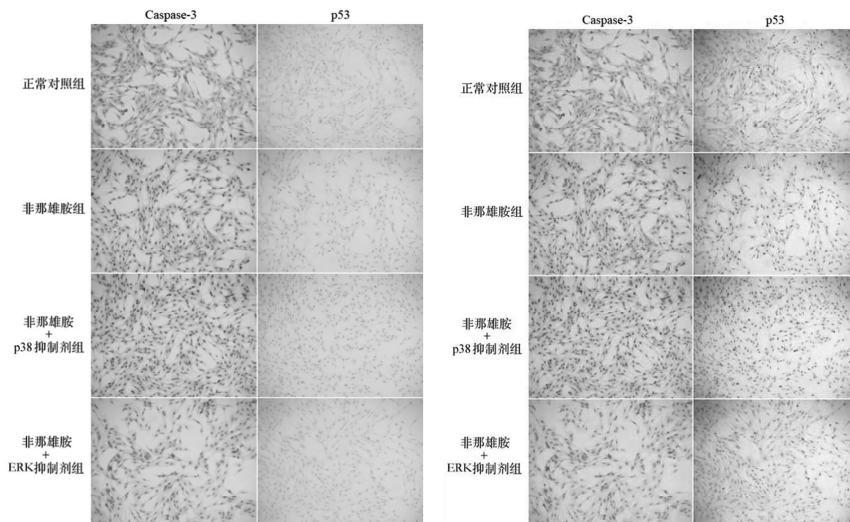 Caspase-3
p53
正常对照组
非那雄胺组
非那雄胺
+
p38抑制剂组
非那雄胺
+
ERK抑制剂组
Caspase-3
p53
正常对照组
非那雄胺组
非那雄胺
+
p38抑制剂组
非那雄胺
+
ERK抑制剂组